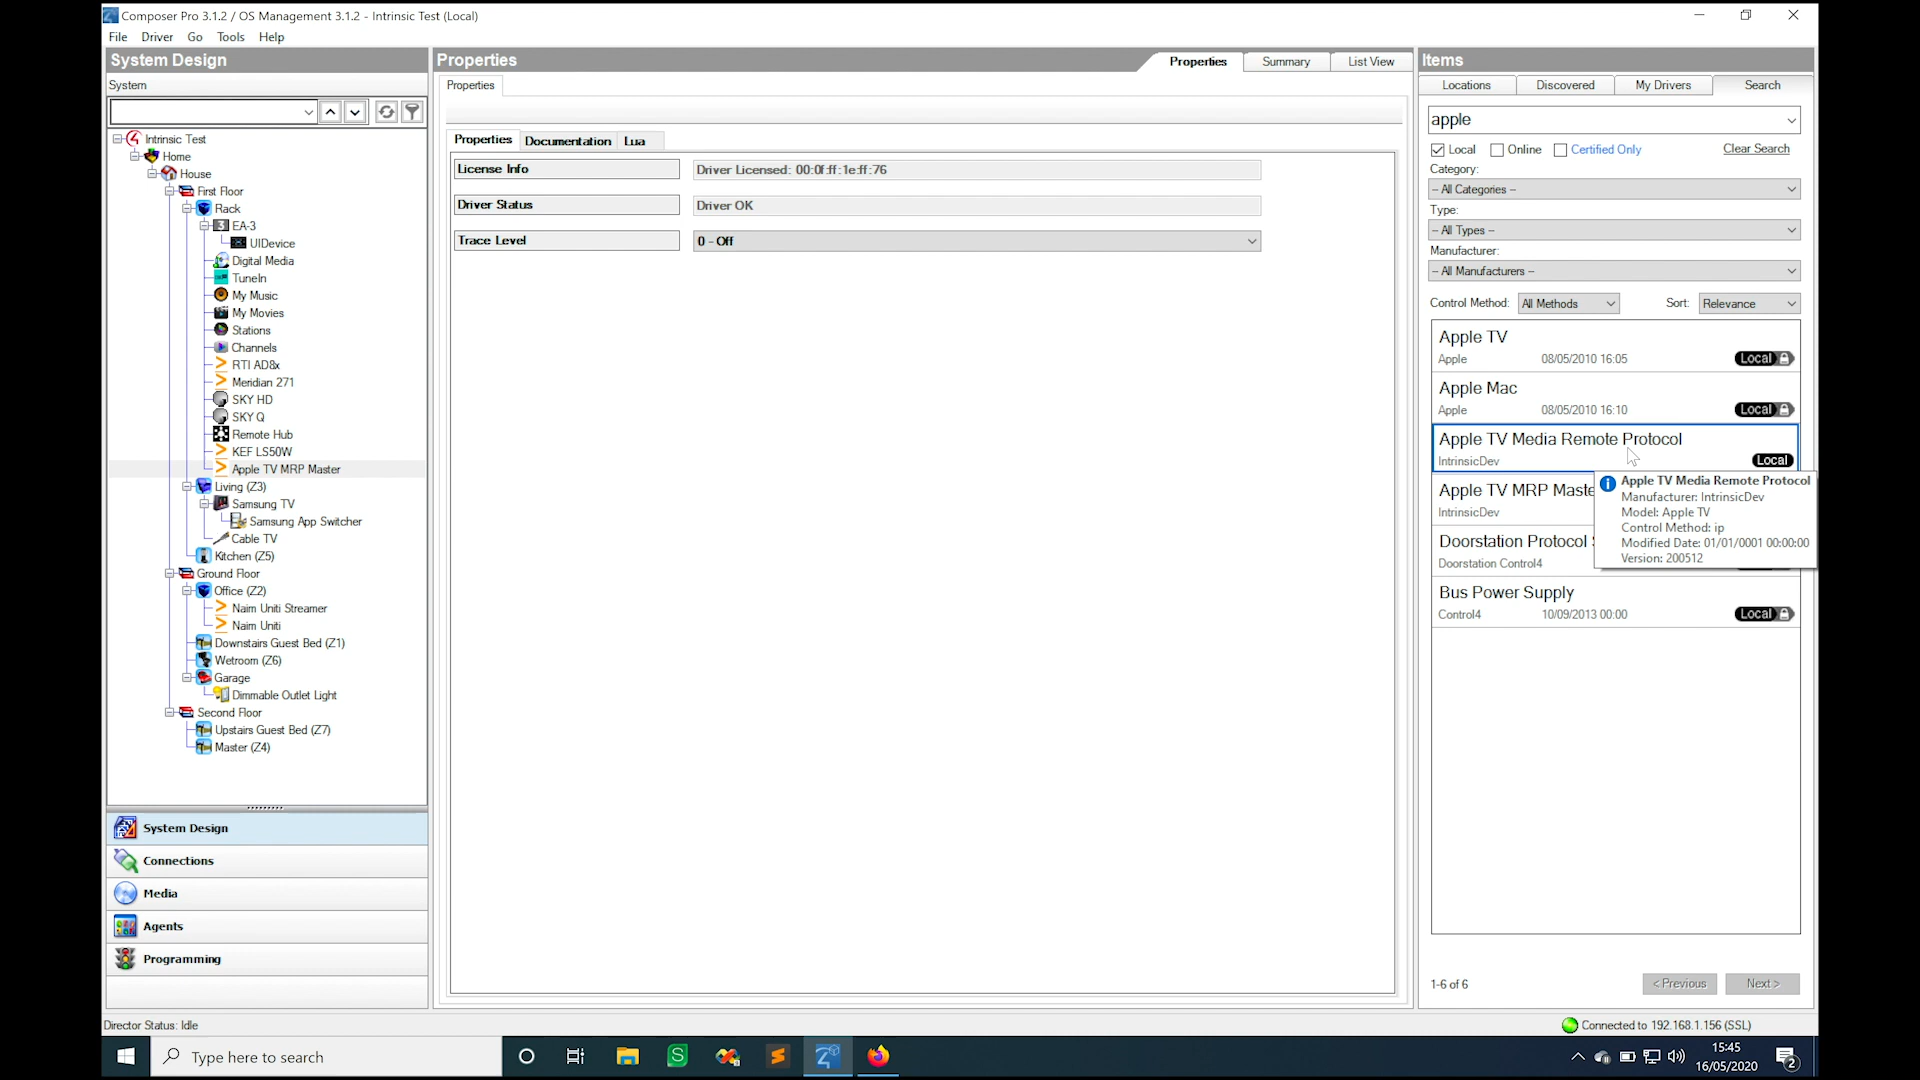 Composer Pro 3.1.2 / OS Management 3.1.2 - Intrinsic Test (Local)
File Driver Go Tools Help
System Design
System
Intrinsic Test
Home
House
First Floor
Rack
3 EA-3
UIDevice
Digital Media
TuneIn
My Music
My Movies
Stations
Channels
RTI AD8x
Meridian 271
SKY HD
SKY Q
Remote Hub
KEF LS50W
Apple TV MRP Master
Living (Z3)
Samsung TV
Samsung App Switcher
Cable TV
Kitchen (Z5)
Ground Floor
Office (Z2)
Naim Uniti Streamer
Naim Uniti
Downstairs Guest Bed (Z1)
Wetroom (Z6)
Garage
Dimmable Outlet Light
Second Floor
Upstairs Guest Bed (Z7)
Master (Z4)
System Design
Connections
Media
Agents
Programming
Properties
Properties Summary List View
Properties
Properties Documentation Lua
License Info Driver Licensed: 00:0f:ff:1e:ff:76
Driver Status Driver OK
Trace Level 0 - Off
Items
Locations Discovered My Drivers Search
apple
Local Online Certified Only Clear Search
Category:
-- All Categories --
Type:
-- All Types --
Manufacturer:
-- All Manufacturers --
Control Method: All Methods Sort: Relevance
Apple TV
Apple 08/05/2010 16:05 Local
Apple Mac
Apple 08/05/2010 16:10 Local
Apple TV Media Remote Protocol
IntrinsicDev Local
Apple TV MRP Maste
IntrinsicDev
Doorstation Protocol
Doorstation Control4
Bus Power Supply
Control4 10/09/2013 00:00 Local
Apple TV Media Remote Protocol
Manufacturer: IntrinsicDev
Model: Apple TV
Control Method: ip
Modified Date: 01/01/0001 00:00:00
Version: 200512
1-6 of 6 < Previous Next >
Director Status: Idle Connected to 192.168.1.156 (SSL)
Type here to search
15:45
16/05/2020
2